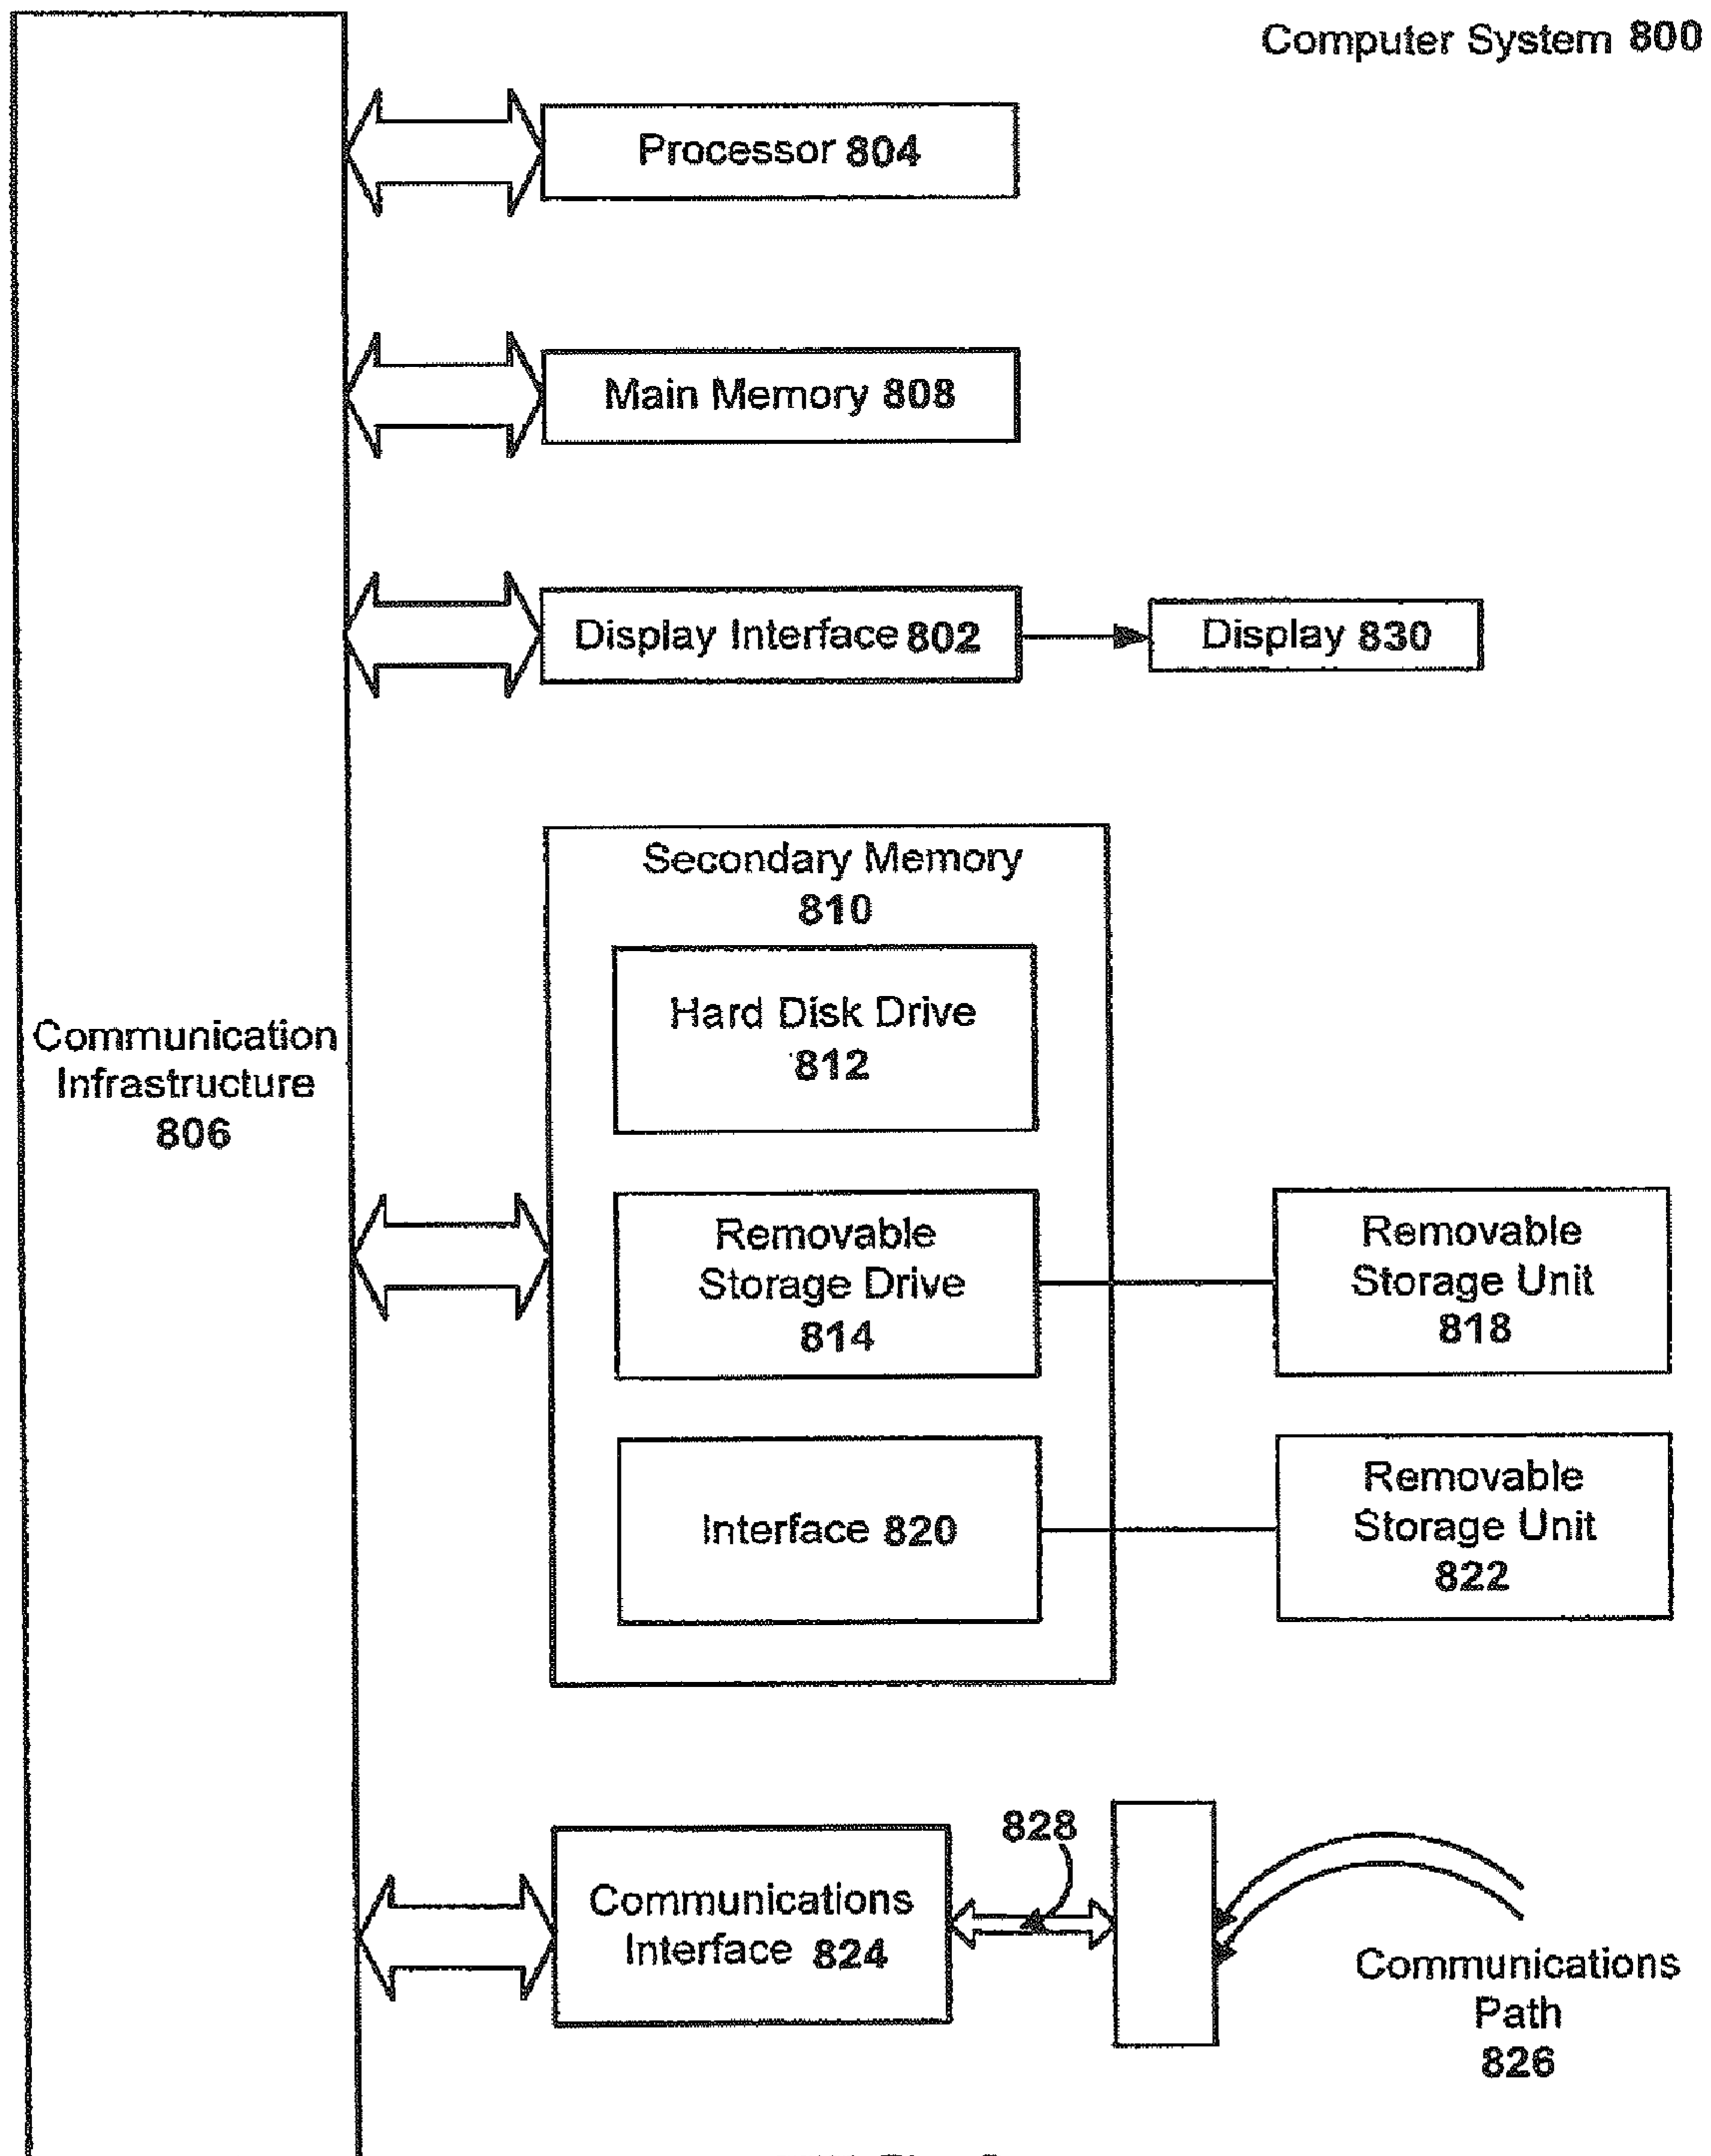 Computer System 800
Processor 804
Main Memory 808
Display Interface 802
Display 830
Secondary Memory
810
Hard Disk Drive
812
Communication
Infrastructure
806
Removable
Storage Drive
814
Removable
Storage Unit
818
Interface 820
Removable
Storage Unit
822
828
Communications
Interface 824
Communications
Path
826